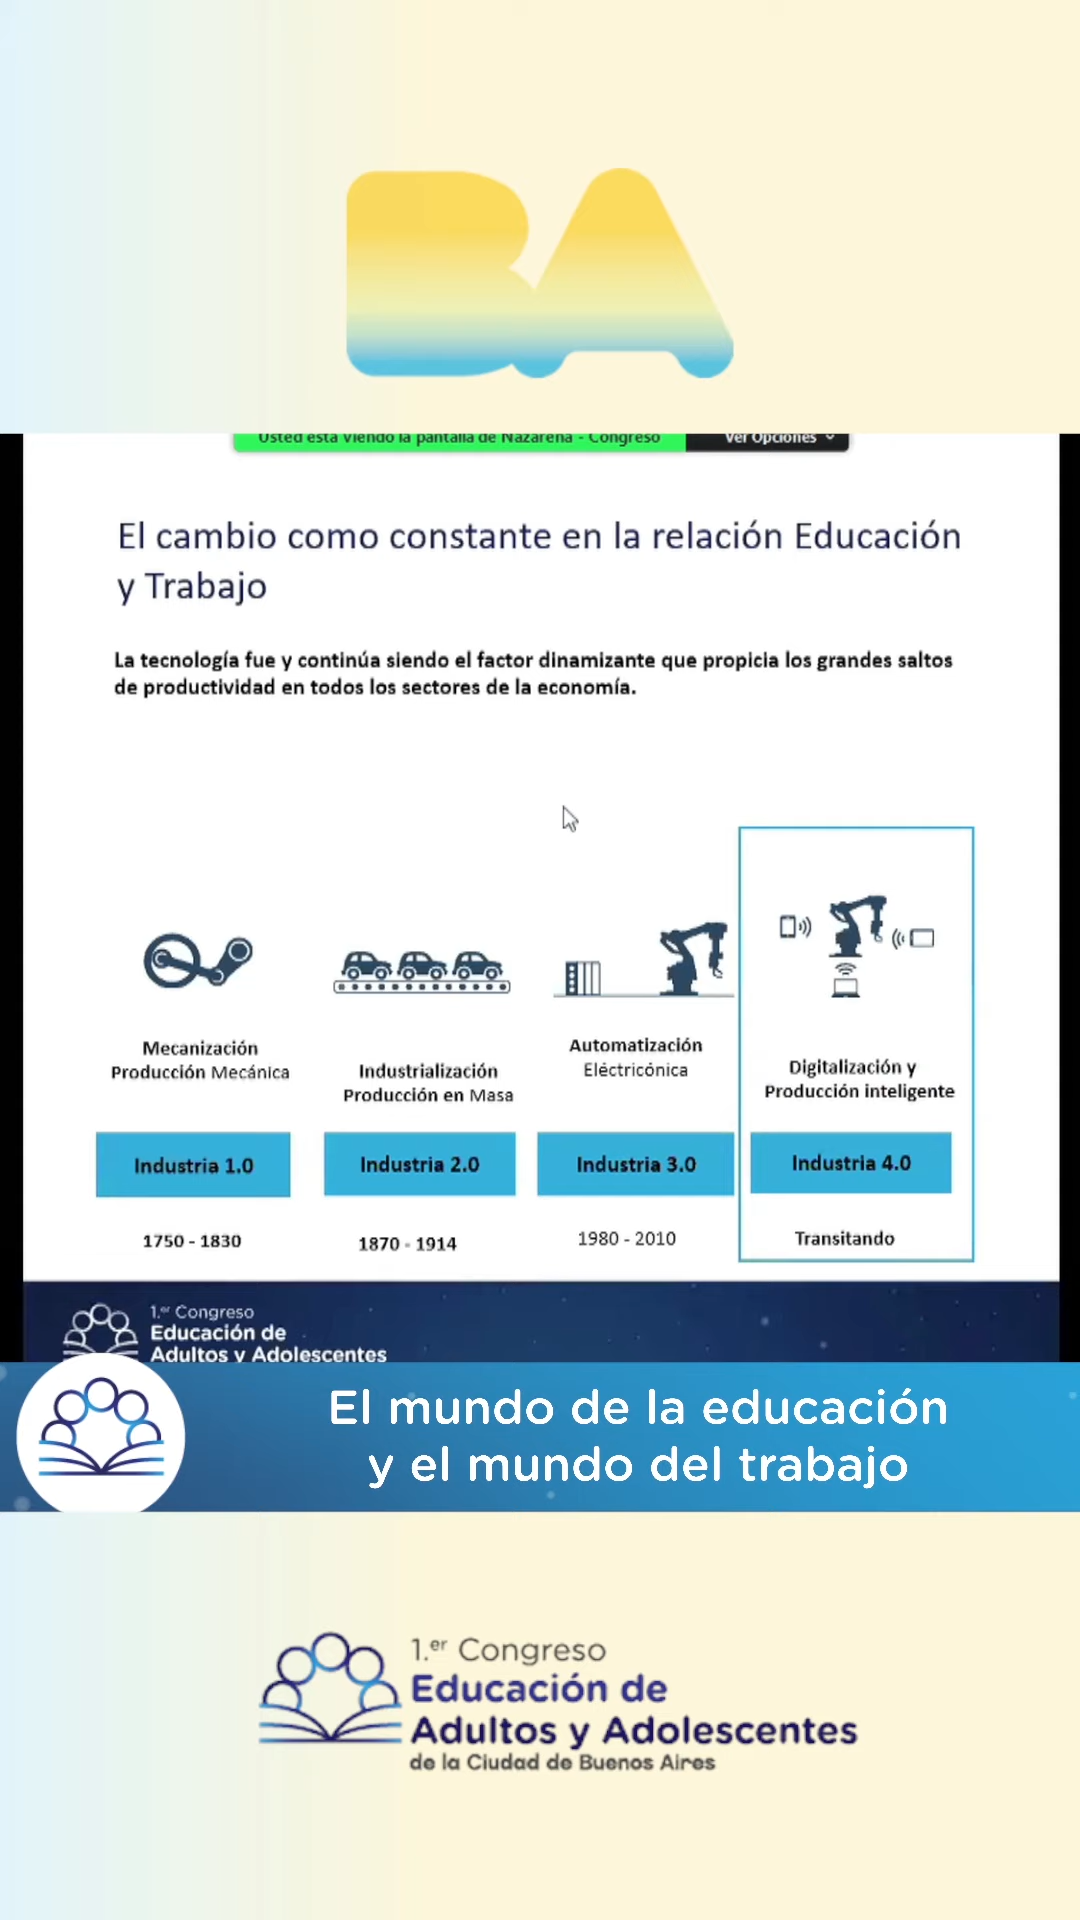 BA
Usted está viendo la pantalla de Nazarena - Congreso
Ver Opciones
El cambio como constante en la relación Educación
y Trabajo
La tecnología fue y continúa siendo el factor dinamizante que propicia los grandes saltos
de productividad en todos los sectores de la economía.
Mecanización
Producción Mecánica
Industria 1.0
1750 - 1830
Industrialización
Producción en Masa
Industria 2.0
1870 - 1914
Automatización
Eléctricónica
Industria 3.0
1980 - 2010
Digitalización y
Producción inteligente
Industria 4.0
Transitando
1.er Congreso
Educación de
Adultos y Adolescentes
El mundo de la educación
y el mundo del trabajo
1.er Congreso
Educación de
Adultos y Adolescentes
de la Ciudad de Buenos Aires